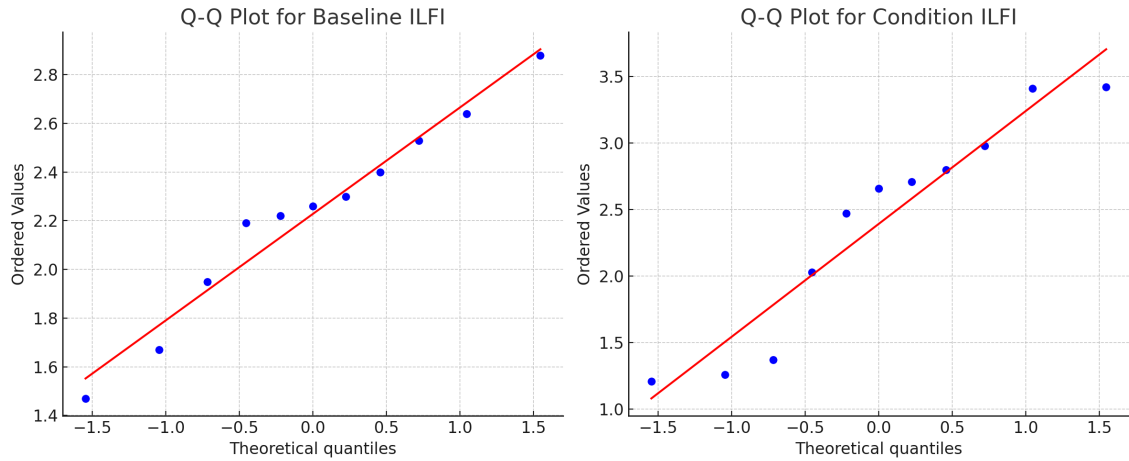 Q-Q Plot for Baseline ILFI
Ordered Values
2.8
2.6
2.4
2.2
2.0
1.8
1.6
1.4
−1.5 −1.0 −0.5 0.0 0.5 1.0 1.5
Theoretical quantiles
Q-Q Plot for Condition ILFI
Ordered Values
3.5
3.0
2.5
2.0
1.5
1.0
−1.5 −1.0 −0.5 0.0 0.5 1.0 1.5
Theoretical quantiles